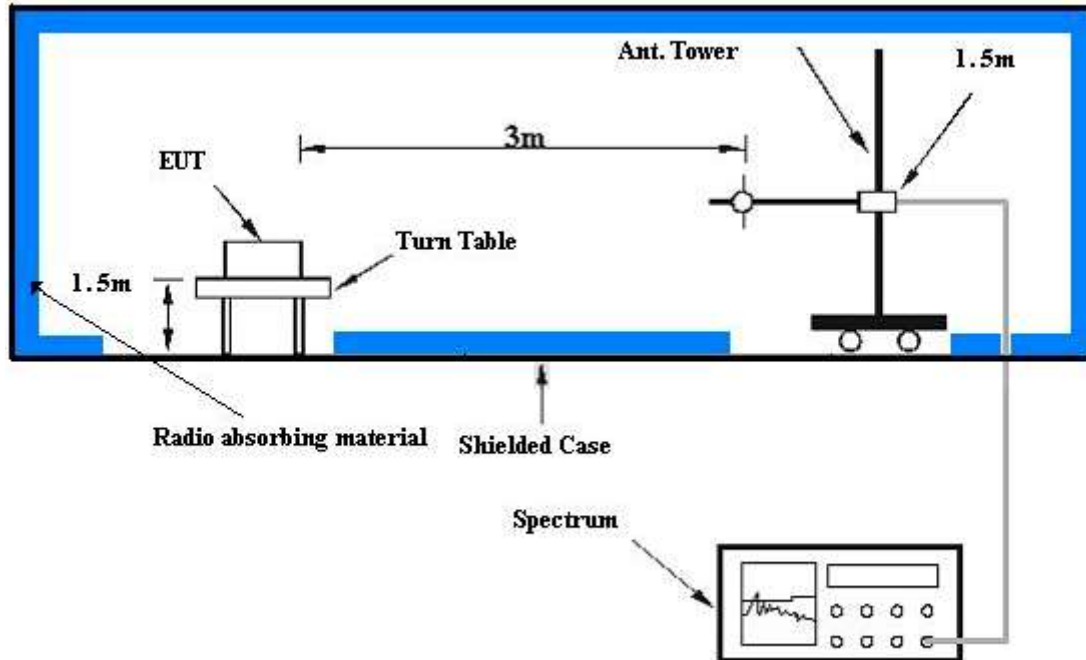 Ant. Tower
1.5m
3m
EUT
Turn Table
1.5m
Radio absorbing material
Shielded Case
Spectrum